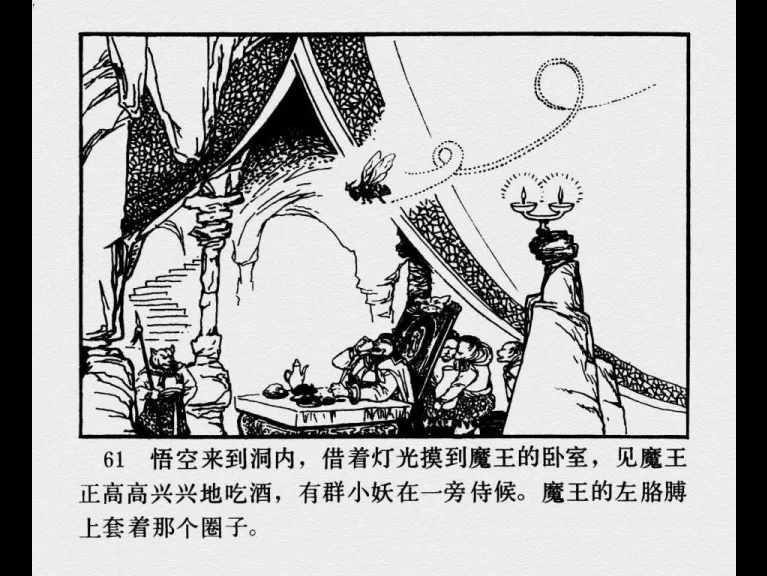 61 悟空来到洞内，借着灯光摸到魔王的卧室，见魔王
正高高兴兴地吃酒，有群小妖在一旁侍候。魔王的左胳膊
上套着那个圈子。